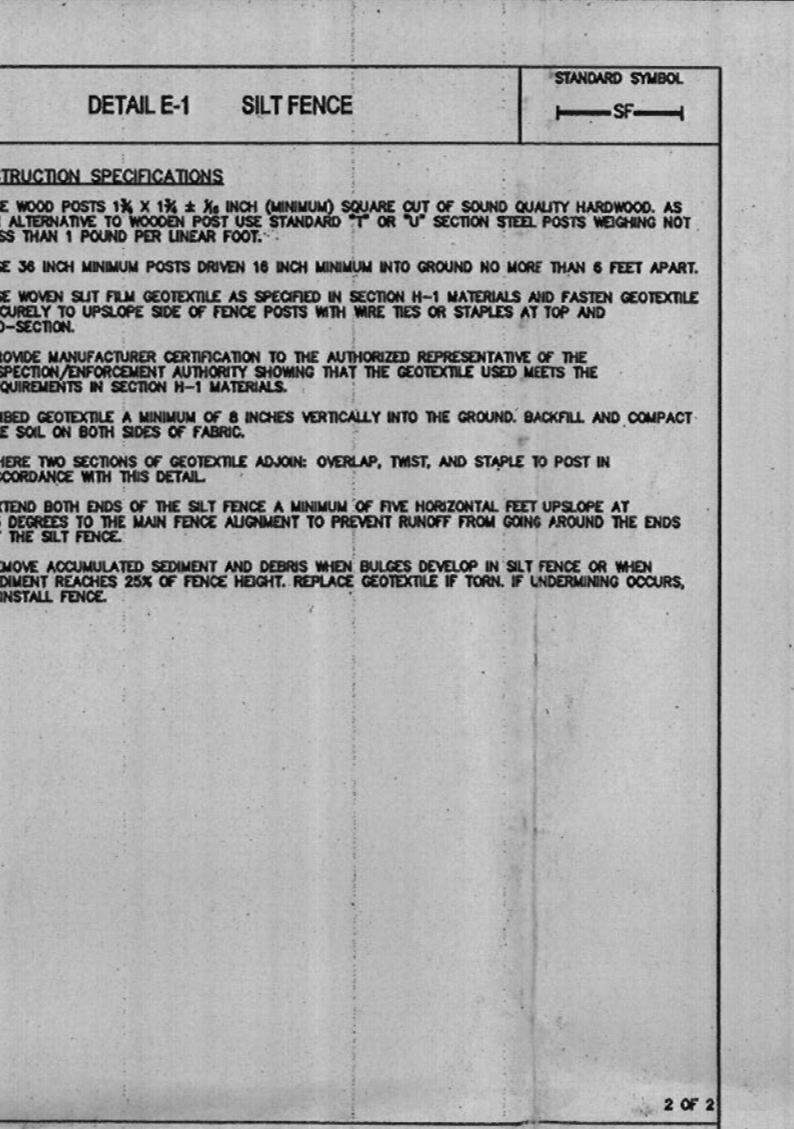 STANDARD SYMBOL
DETAIL E-1 SILT FENCE
SF
TRUCTION SPECIFICATIONS
E WOOD POSTS 1¾ X 1¾ ± 1/16 INCH (MINIMUM) SQUARE CUT OF SOUND QUALITY HARDWOOD. AS
ALTERNATIVE TO WOODEN POST USE STANDARD "T" OR "U" SECTION STEEL POSTS WEIGHING NOT
SS THAN 1 POUND PER LINEAR FOOT.
E 36 INCH MINIMUM POSTS DRIVEN 16 INCH MINIMUM INTO GROUND NO MORE THAN 6 FEET APART.
E WOVEN SLIT FILM GEOTEXTILE AS SPECIFIED IN SECTION H-1 MATERIALS AND FASTEN GEOTEXTILE
CURELY TO UPSLOPE SIDE OF FENCE POSTS WITH WIRE TIES OR STAPLES AT TOP AND
D-SECTION.
OVIDE MANUFACTURER CERTIFICATION TO THE AUTHORIZED REPRESENTATIVE OF THE
SPECTION/ENFORCEMENT AUTHORITY SHOWING THAT THE GEOTEXTILE USED MEETS THE
QUIREMENTS IN SECTION H-1 MATERIALS.
BED GEOTEXTILE A MINIMUM OF 8 INCHES VERTICALLY INTO THE GROUND. BACKFILL AND COMPACT
E SOIL ON BOTH SIDES OF FABRIC.
HERE TWO SECTIONS OF GEOTEXTILE ADJOIN: OVERLAP, TWIST, AND STAPLE TO POST IN
CCORDANCE WITH THIS DETAIL.
TEND BOTH ENDS OF THE SILT FENCE A MINIMUM OF FIVE HORIZONTAL FEET UPSLOPE AT
DEGREES TO THE MAIN FENCE ALIGNMENT TO PREVENT RUNOFF FROM GOING AROUND THE ENDS
THE SILT FENCE.
MOVE ACCUMULATED SEDIMENT AND DEBRIS WHEN BULGES DEVELOP IN SILT FENCE OR WHEN
DIMENT REACHES 25% OF FENCE HEIGHT. REPLACE GEOTEXTILE IF TORN. IF UNDERMINING OCCURS,
INSTALL FENCE.
2 OF 2